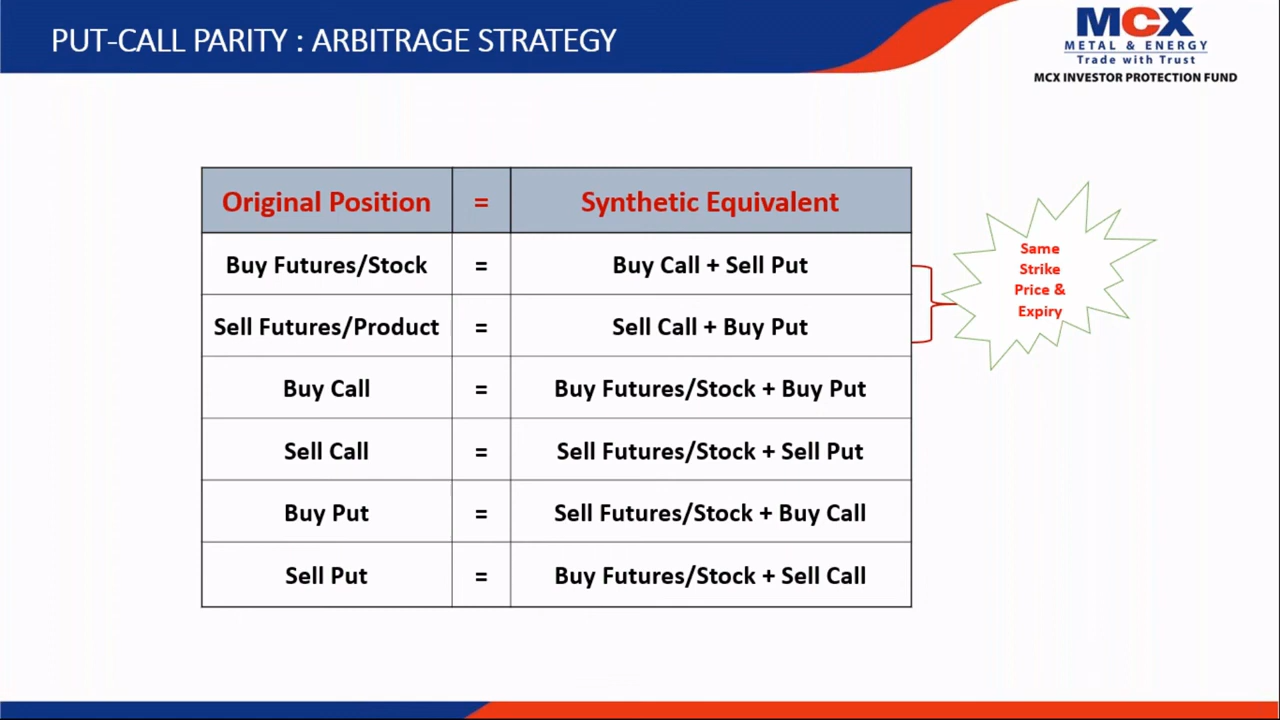 PUT-CALL PARITY : ARBITRAGE STRATEGY
MCX
METAL & ENERGY
Trade with Trust
MCX INVESTOR PROTECTION FUND
Original Position = Synthetic Equivalent
Buy Futures/Stock = Buy Call + Sell Put
Sell Futures/Product = Sell Call + Buy Put
Buy Call = Buy Futures/Stock + Buy Put
Sell Call = Sell Futures/Stock + Sell Put
Buy Put = Sell Futures/Stock + Buy Call
Sell Put = Buy Futures/Stock + Sell Call
Same
Strike
Price &
Expiry